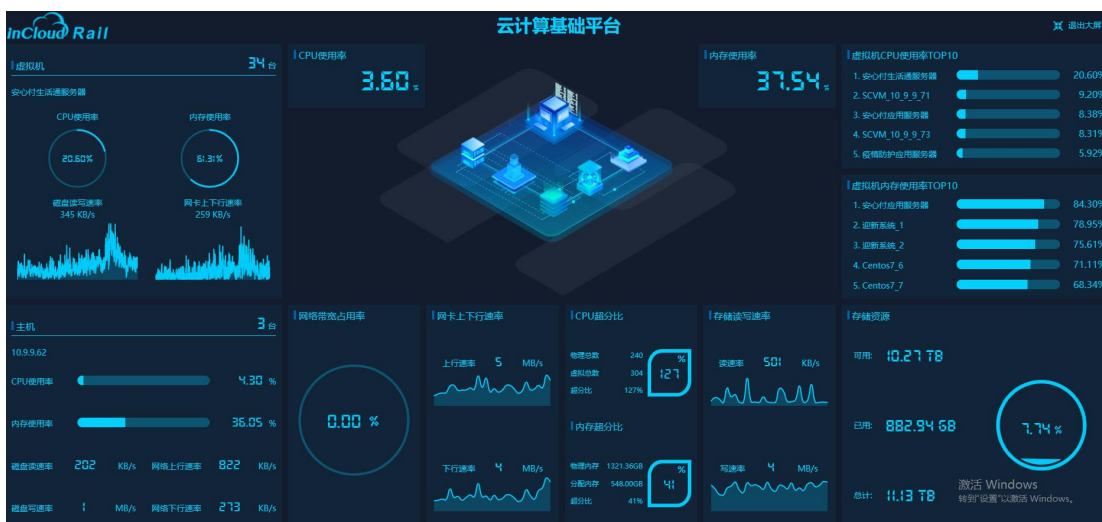 inCloud Rail
云计算基础平台
退出大屏
虚拟机 34 台
安心付生活通服务器
CPU使用率 内存使用率
20.60% 61.31%
磁盘读写速率 网卡上下行速率
345 KB/s 259 KB/s
CPU使用率
3.60 %
内存使用率
37.54 %
虚拟机CPU使用率TOP10
1. 安心付生活通服务器 20.60%
2. SCVM_10_9_9_71 9.20%
3. 安心付应用服务器 8.38%
4. SCVM_10_9_9_73 8.31%
5. 疫情防护应用服务器 5.92%
虚拟机内存使用率TOP10
1. 安心付应用服务器 84.30%
2. 迎新系统_1 78.95%
3. 迎新系统_2 75.61%
4. Centos7_6 71.11%
5. Centos7_7 68.34%
主机 3 台
10.9.9.62
CPU使用率 4.30 %
内存使用率 36.05 %
磁盘读速率 202 KB/s 网络上行速率 822 KB/s
磁盘写速率 1 MB/s 网络下行速率 273 KB/s
网络带宽占用率
0.00 %
网卡上下行速率
上行速率 5 MB/s
下行速率 4 MB/s
CPU超分比
物理总数 240
虚拟总数 304
超分比 127%
%
127
内存超分比
物理内存 1321.36GB
分配内存 548.00GB
超分比 41%
%
41
存储读写速率
读速率 501 KB/s
写速率 4 MB/s
存储资源
可用: 10.27 TB
已用: 882.94 GB
7.74 %
总计: 11.13 TB
激活 Windows
转到"设置"以激活 Windows。